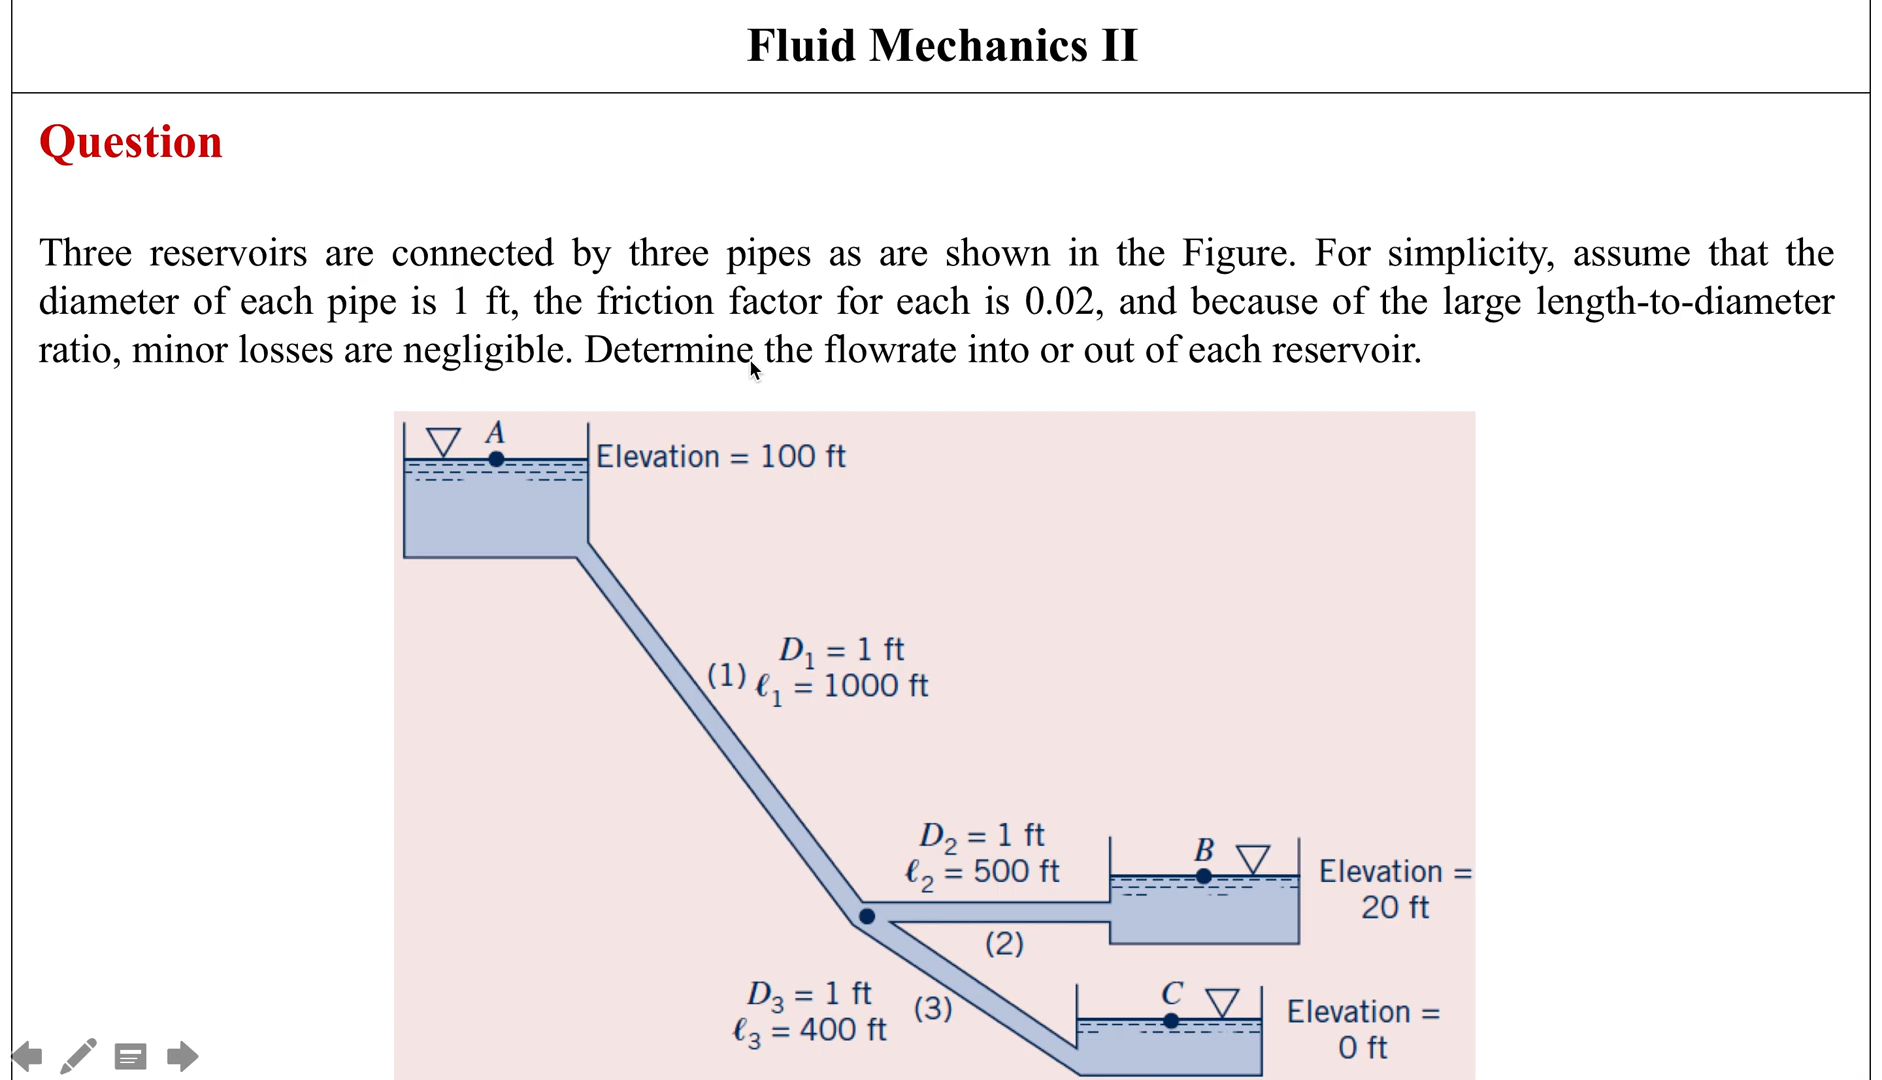 Fluid Mechanics II
Question
Three reservoirs are connected by three pipes as are shown in the Figure. For simplicity, assume that the
diameter of each pipe is 1 ft, the friction factor for each is 0.02, and because of the large length-to-diameter
ratio, minor losses are negligible. Determine the flowrate into or out of each reservoir.
A
Elevation = 100 ft
D₁ = 1 ft
(1) ℓ₁ = 1000 ft
D₂ = 1 ft
ℓ₂ = 500 ft
B
Elevation =
20 ft
(2)
D₃ = 1 ft
ℓ₃ = 400 ft
(3)
C
Elevation =
0 ft